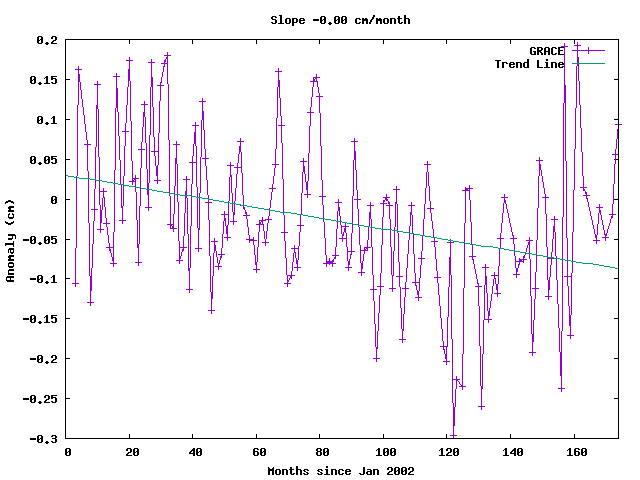 Slope -0.00 cm/month
GRACE
Trend Line
0.2
0.15
0.1
0.05
0
-0.05
-0.1
-0.15
-0.2
-0.25
-0.3
Anomaly (cm)
0 20 40 60 80 100 120 140 160
Months since Jan 2002